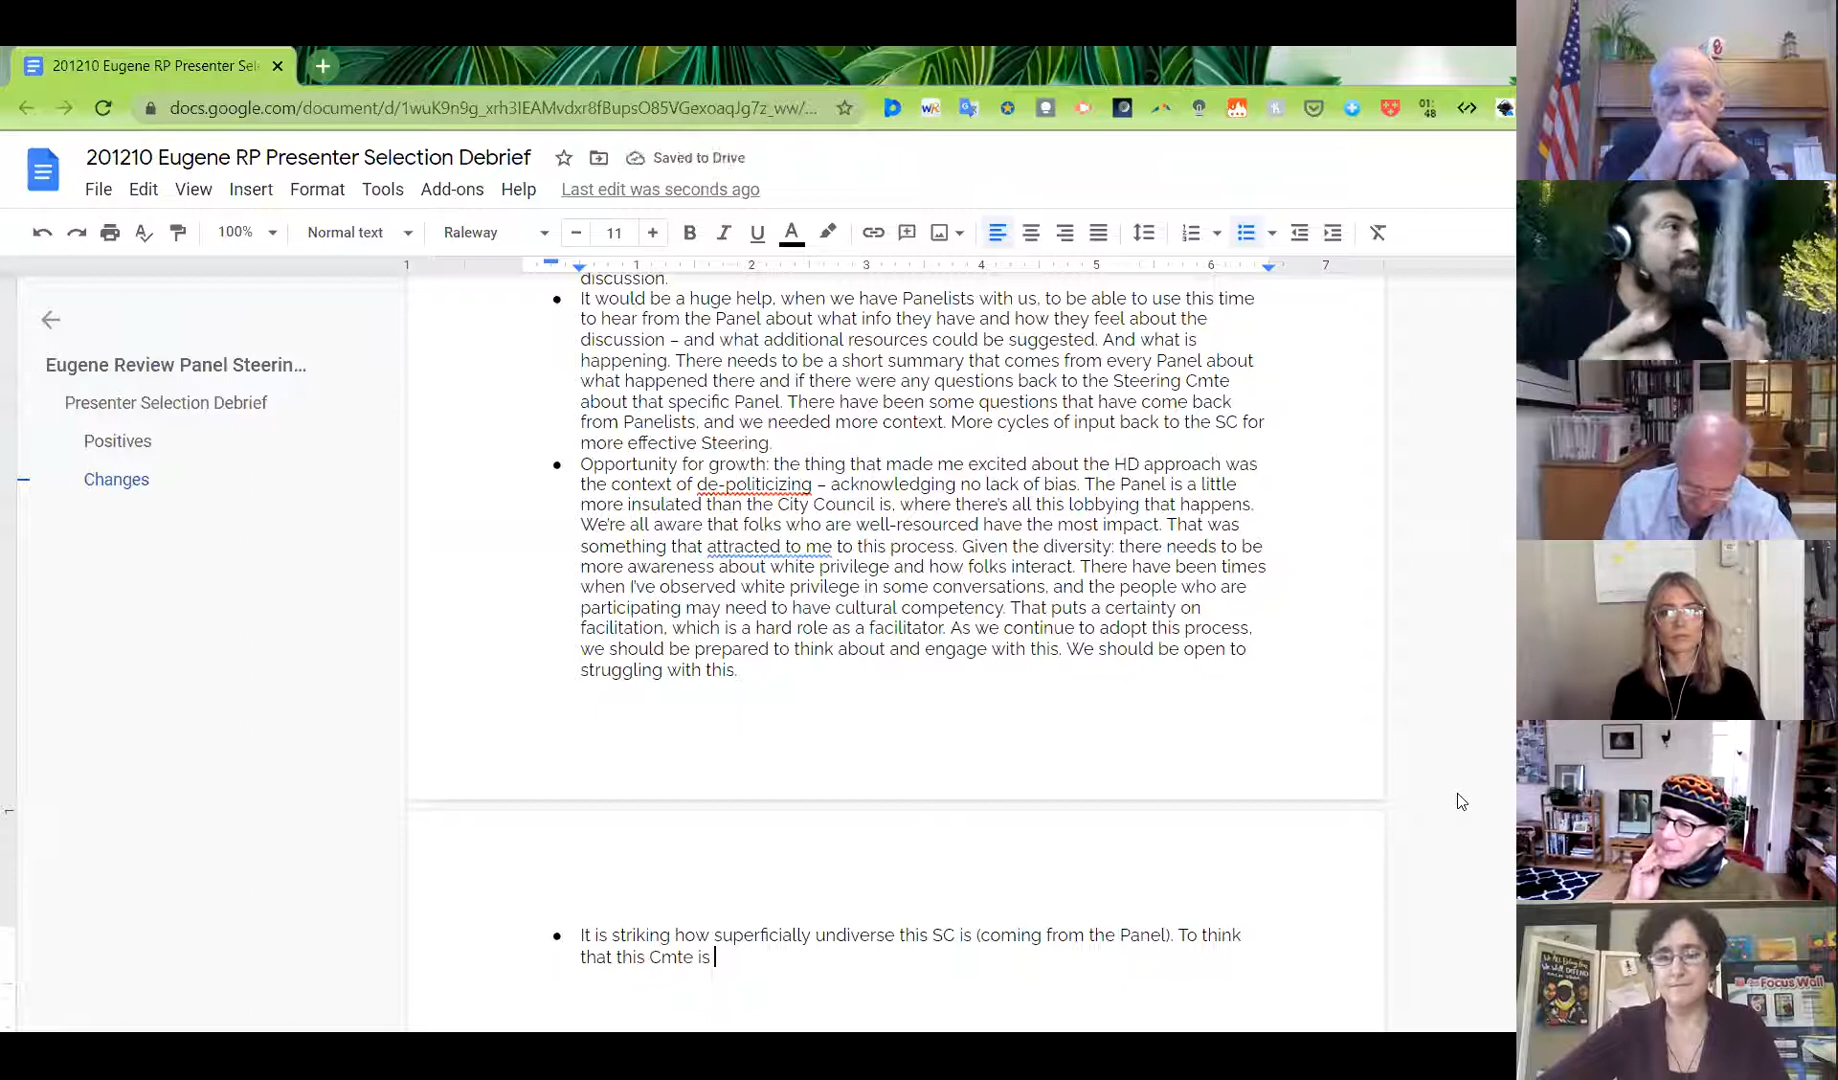 201210 Eugene RP Presenter Sel
docs.google.com/document/d/1wuK9n9g_xrh3IEAMvdxr8fBupsO85VGexoaqJg7z_ww/...
01:
48
201210 Eugene RP Presenter Selection Debrief
Saved to Drive
File Edit View Insert Format Tools Add-ons Help Last edit was seconds ago
100% Normal text Raleway 11 B I U A
1 1 2 3 4 5 6 7
Eugene Review Panel Steerin...
Presenter Selection Debrief
Positives
Changes
discussion.
● It would be a huge help, when we have Panelists with us, to be able to use this time
to hear from the Panel about what info they have and how they feel about the
discussion – and what additional resources could be suggested. And what is
happening. There needs to be a short summary that comes from every Panel about
what happened there and if there were any questions back to the Steering Cmte
about that specific Panel. There have been some questions that have come back
from Panelists, and we needed more context. More cycles of input back to the SC for
more effective Steering.
● Opportunity for growth: the thing that made me excited about the HD approach was
the context of de-politicizing – acknowledging no lack of bias. The Panel is a little
more insulated than the City Council is, where there's all this lobbying that happens.
We're all aware that folks who are well-resourced have the most impact. That was
something that attracted to me to this process. Given the diversity: there needs to be
more awareness about white privilege and how folks interact. There have been times
when I've observed white privilege in some conversations, and the people who are
participating may need to have cultural competency. That puts a certainty on
facilitation, which is a hard role as a facilitator. As we continue to adopt this process,
we should be prepared to think about and engage with this. We should be open to
struggling with this.
● It is striking how superficially undiverse this SC is (coming from the Panel). To think
that this Cmte is
Focus Wall